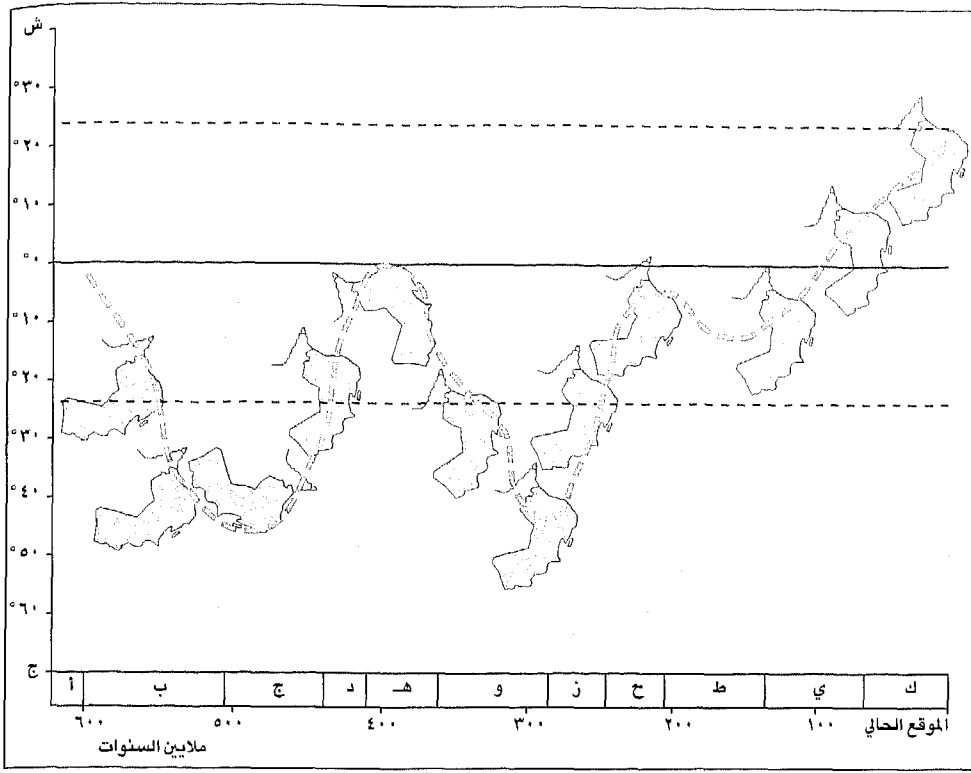 ش
°٣٠
°٢٠
°١٠
°٠
°١٠
°٢٠
°٣٠
°٤٠
°٥٠
°٦٠
ج
أ ب ج د هـ و ز ح ط ي ك
٦٠٠ ٥٠٠ ٤٠٠ ٣٠٠ ٢٠٠ ١٠٠ الموقع الحالي
ملايين السنوات